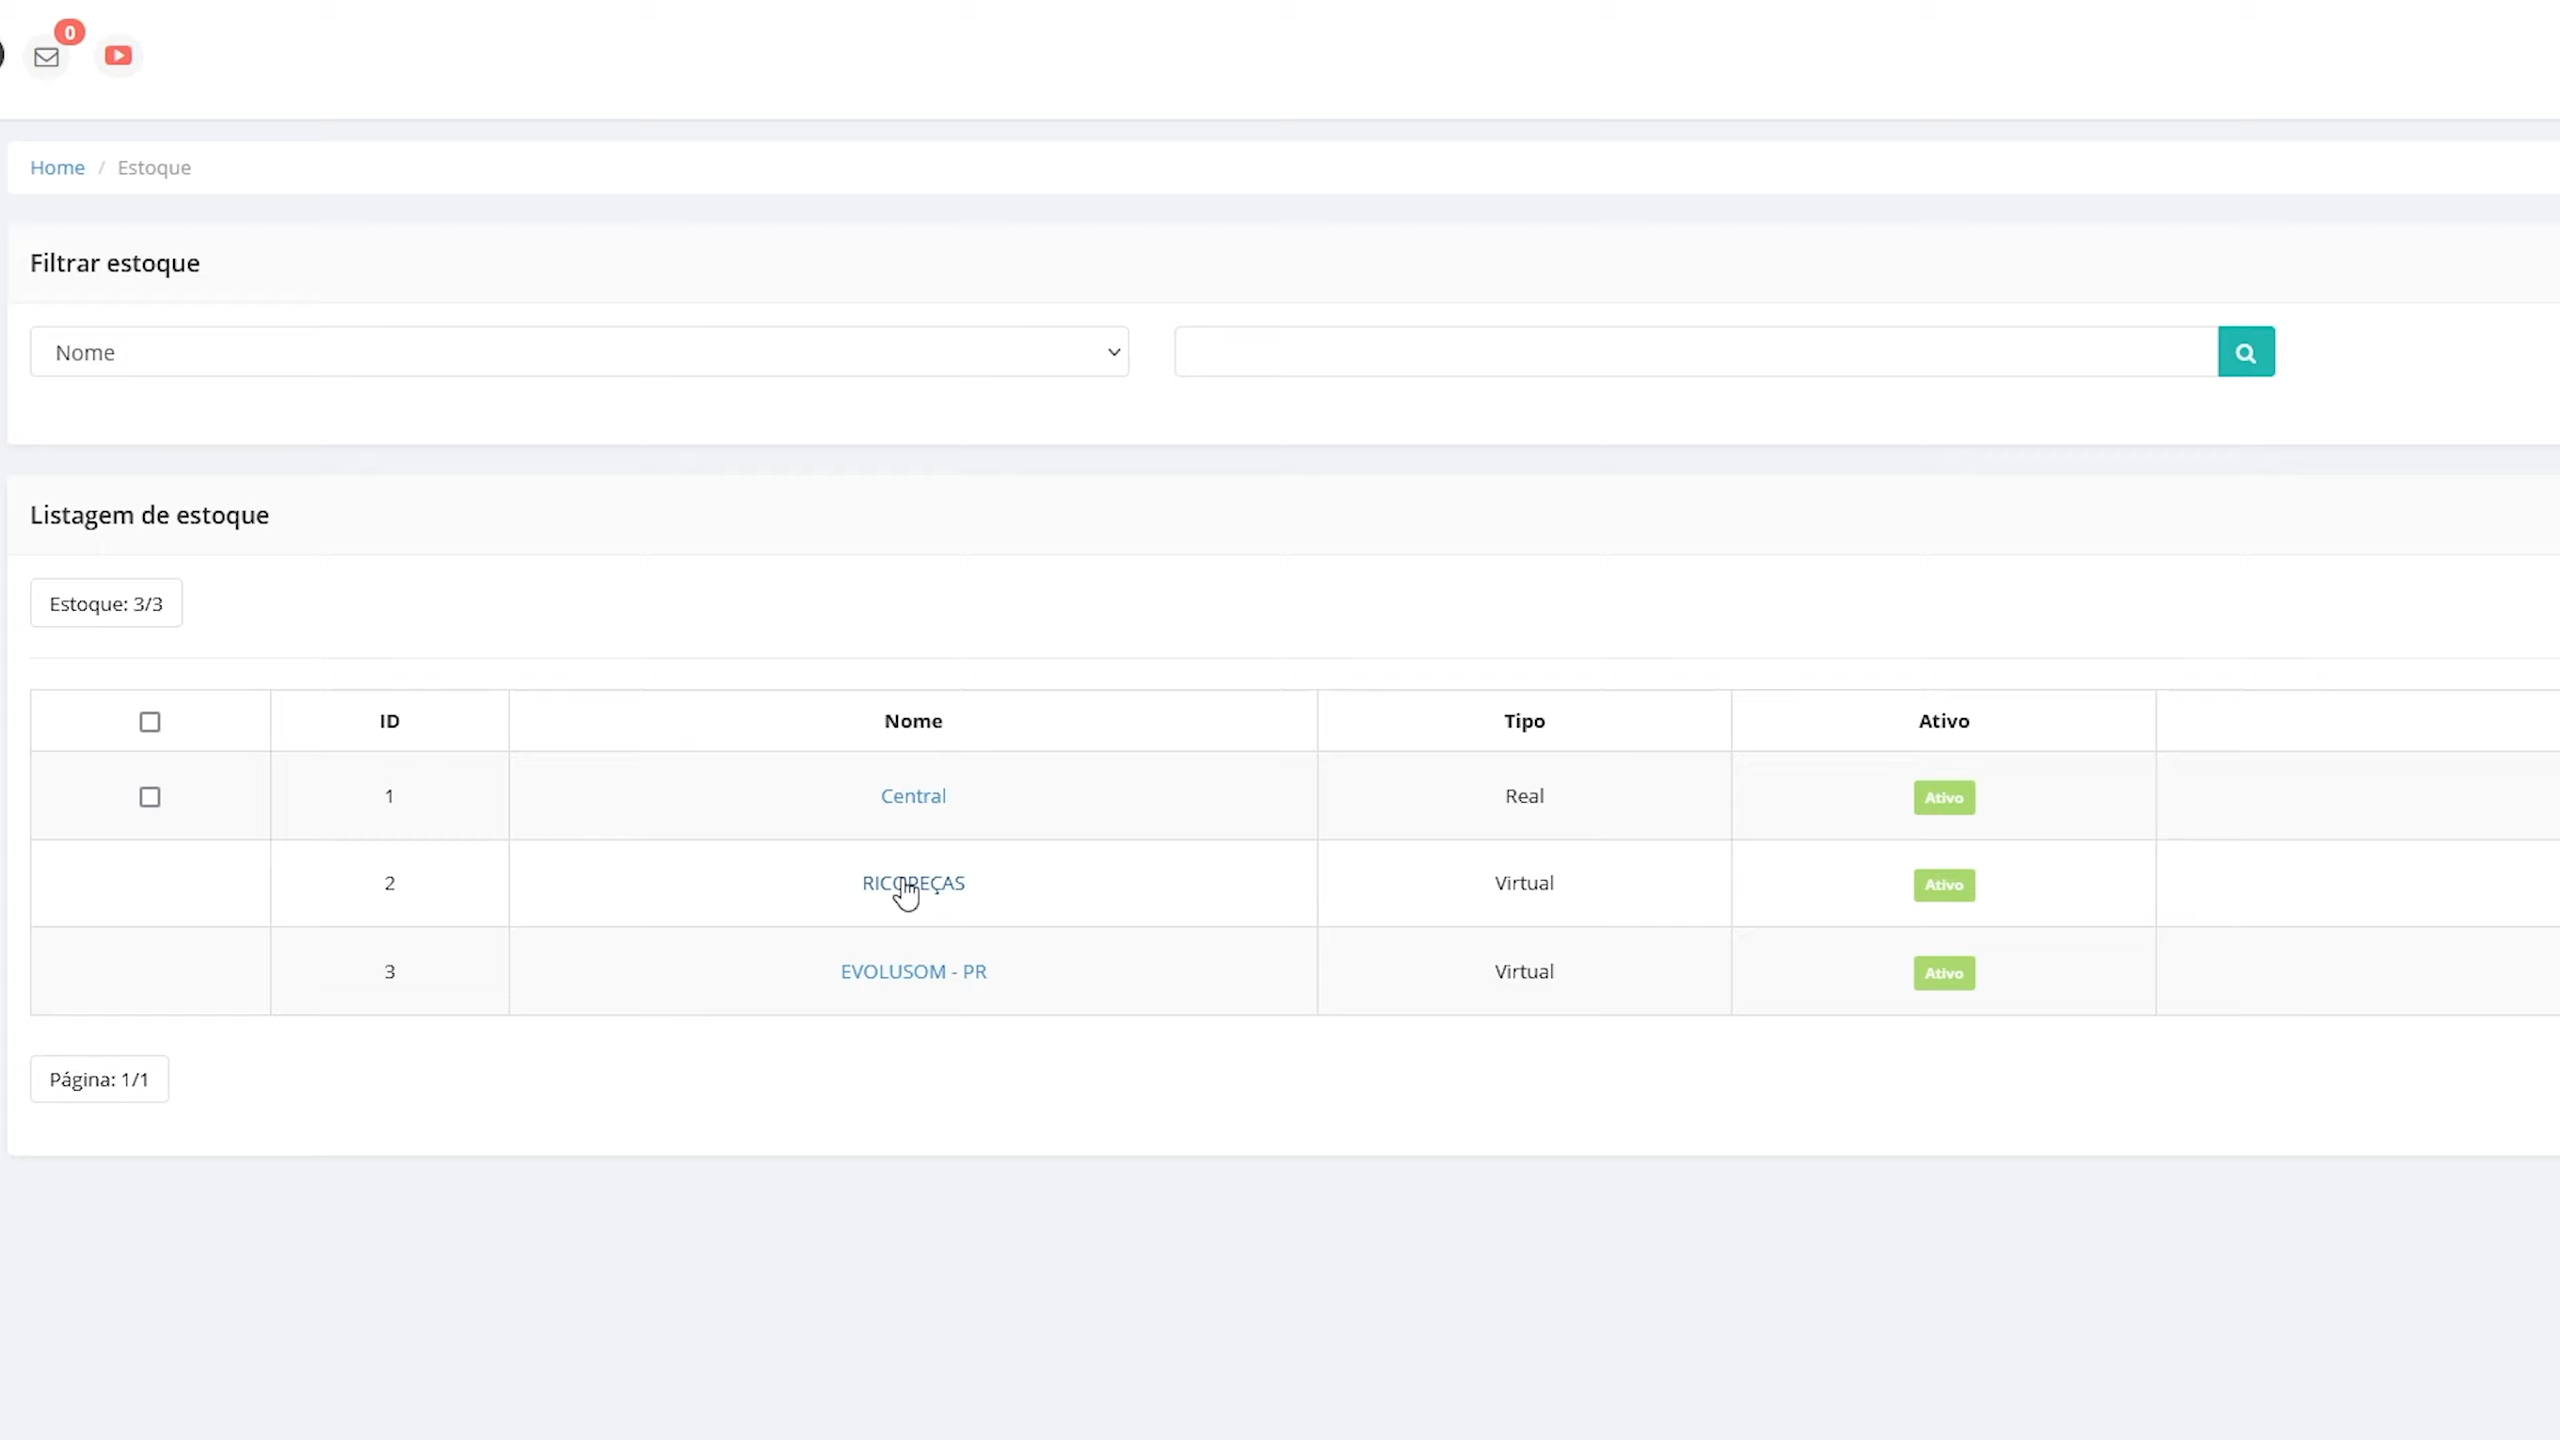 0
Home / Estoque
Filtrar estoque
Nome
Listagem de estoque
Estoque: 3/3
ID Nome Tipo Ativo
1 Central Real Ativo
2 RICOPEÇAS Virtual Ativo
3 EVOLUSOM - PR Virtual Ativo
Página: 1/1